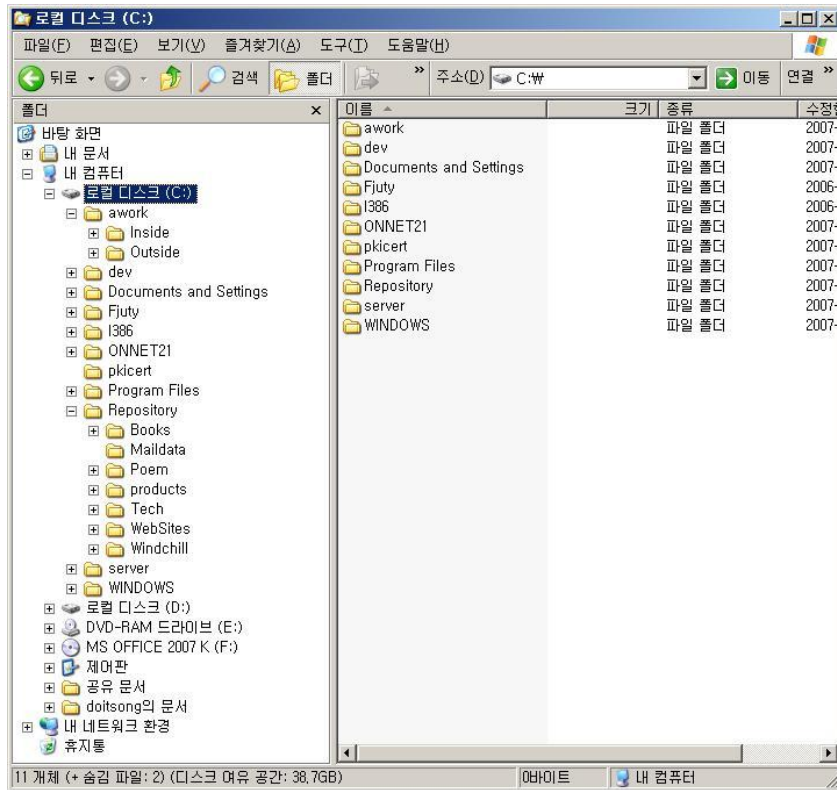 로컬 디스크 (C:)
파일(F) 편집(E) 보기(V) 즐겨찾기(A) 도구(T) 도움말(H)
뒤로 검색 폴더 » 주소(D) C:₩ 이동 연결 »
폴더
바탕 화면
내 문서
내 컴퓨터
로컬 디스크 (C:)
awork
Inside
Outside
dev
Documents and Settings
Fjuty
I386
ONNET21
pkicert
Program Files
Repository
Books
Maildata
Poem
products
Tech
WebSites
Windchill
server
WINDOWS
로컬 디스크 (D:)
DVD-RAM 드라이브 (E:)
MS OFFICE 2007 K (F:)
제어판
공유 문서
doitsong의 문서
내 네트워크 환경
휴지통
이름 크기 종류 수정한
awork 파일 폴더 2007-
dev 파일 폴더 2007-
Documents and Settings 파일 폴더 2007-
Fjuty 파일 폴더 2006-
I386 파일 폴더 2006-
ONNET21 파일 폴더 2007-
pkicert 파일 폴더 2007-
Program Files 파일 폴더 2007-
Repository 파일 폴더 2007-
server 파일 폴더 2007-
WINDOWS 파일 폴더 2007-
11 개체 (+ 숨김 파일: 2) (디스크 여유 공간: 38,7GB) 0바이트 내 컴퓨터